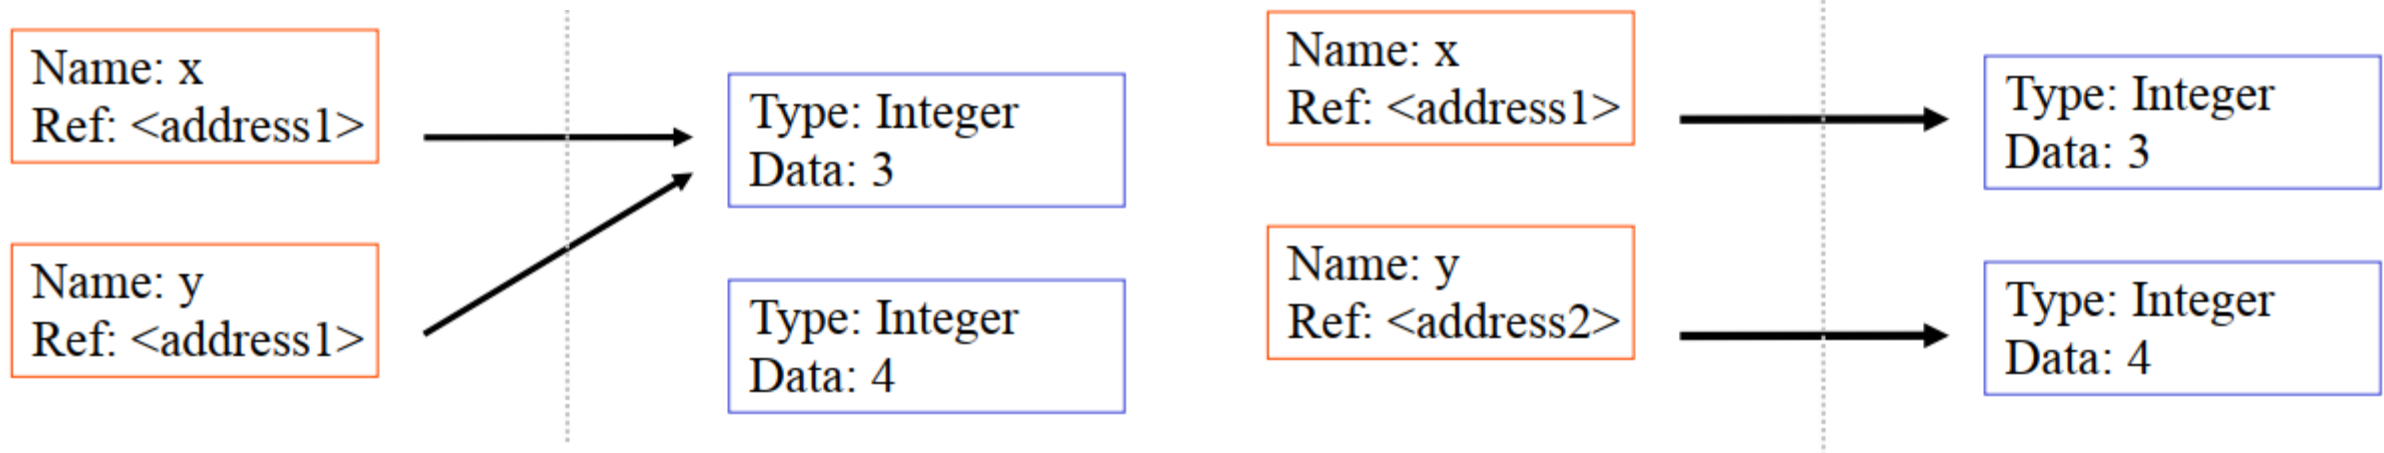 Name: x
Ref: <address1>
Name: y
Ref: <address1>
Type: Integer
Data: 3
Type: Integer
Data: 4
Name: x
Ref: <address1>
Name: y
Ref: <address2>
Type: Integer
Data: 3
Type: Integer
Data: 4